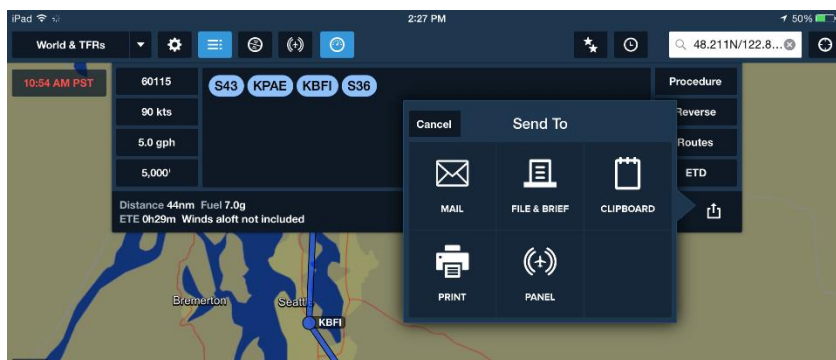 iPad
2:27 PM
50%
World & TFRs
48.211N/122.8...
10:54 AM PST
60115
S43 KPAE KBFI S36
Procedure
90 kts
Reverse
5.0 gph
Routes
5,000'
ETD
Distance 44nm Fuel 7.0g
ETE 0h29m Winds aloft not included
Cancel
Send To
MAIL
FILE & BRIEF
CLIPBOARD
PRINT
PANEL
Bremerton
Seattl
KBFI